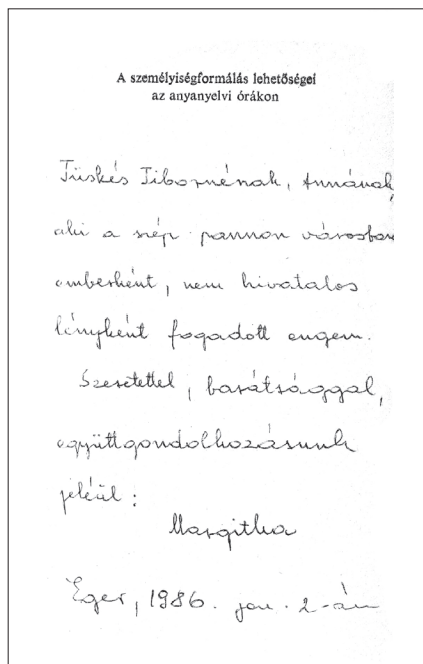 A személyiségformálás lehetőségei
az anyanyelvi órákon
Tüskés Tibornénak, Annának,
aki a szép pannon városban
emberként, nem hivatalos
lényként fogadott engem.
Szeretettel, barátsággal,
együttgondolkozásunk
jeléül:
Margitka
Eger, 1986. jan. 2-án